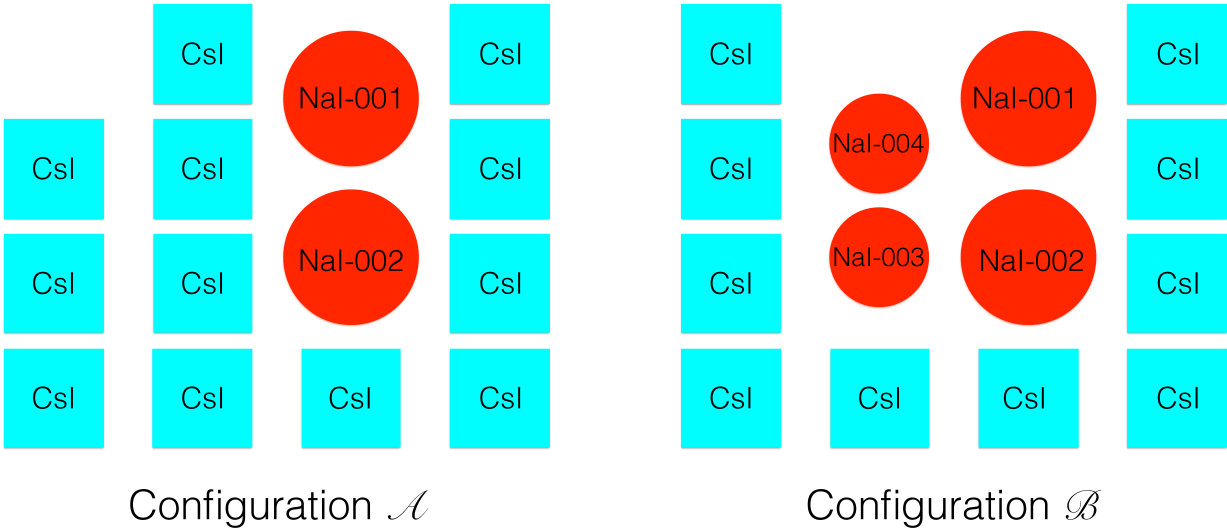 CsI CsI CsI CsI
NaI-001 NaI-001
NaI-004
CsI CsI CsI CsI CsI
NaI-002 NaI-003 NaI-002
CsI CsI CsI CsI CsI
CsI CsI CsI CsI CsI CsI CsI CsI
Configuration 𝒜 Configuration ℬ